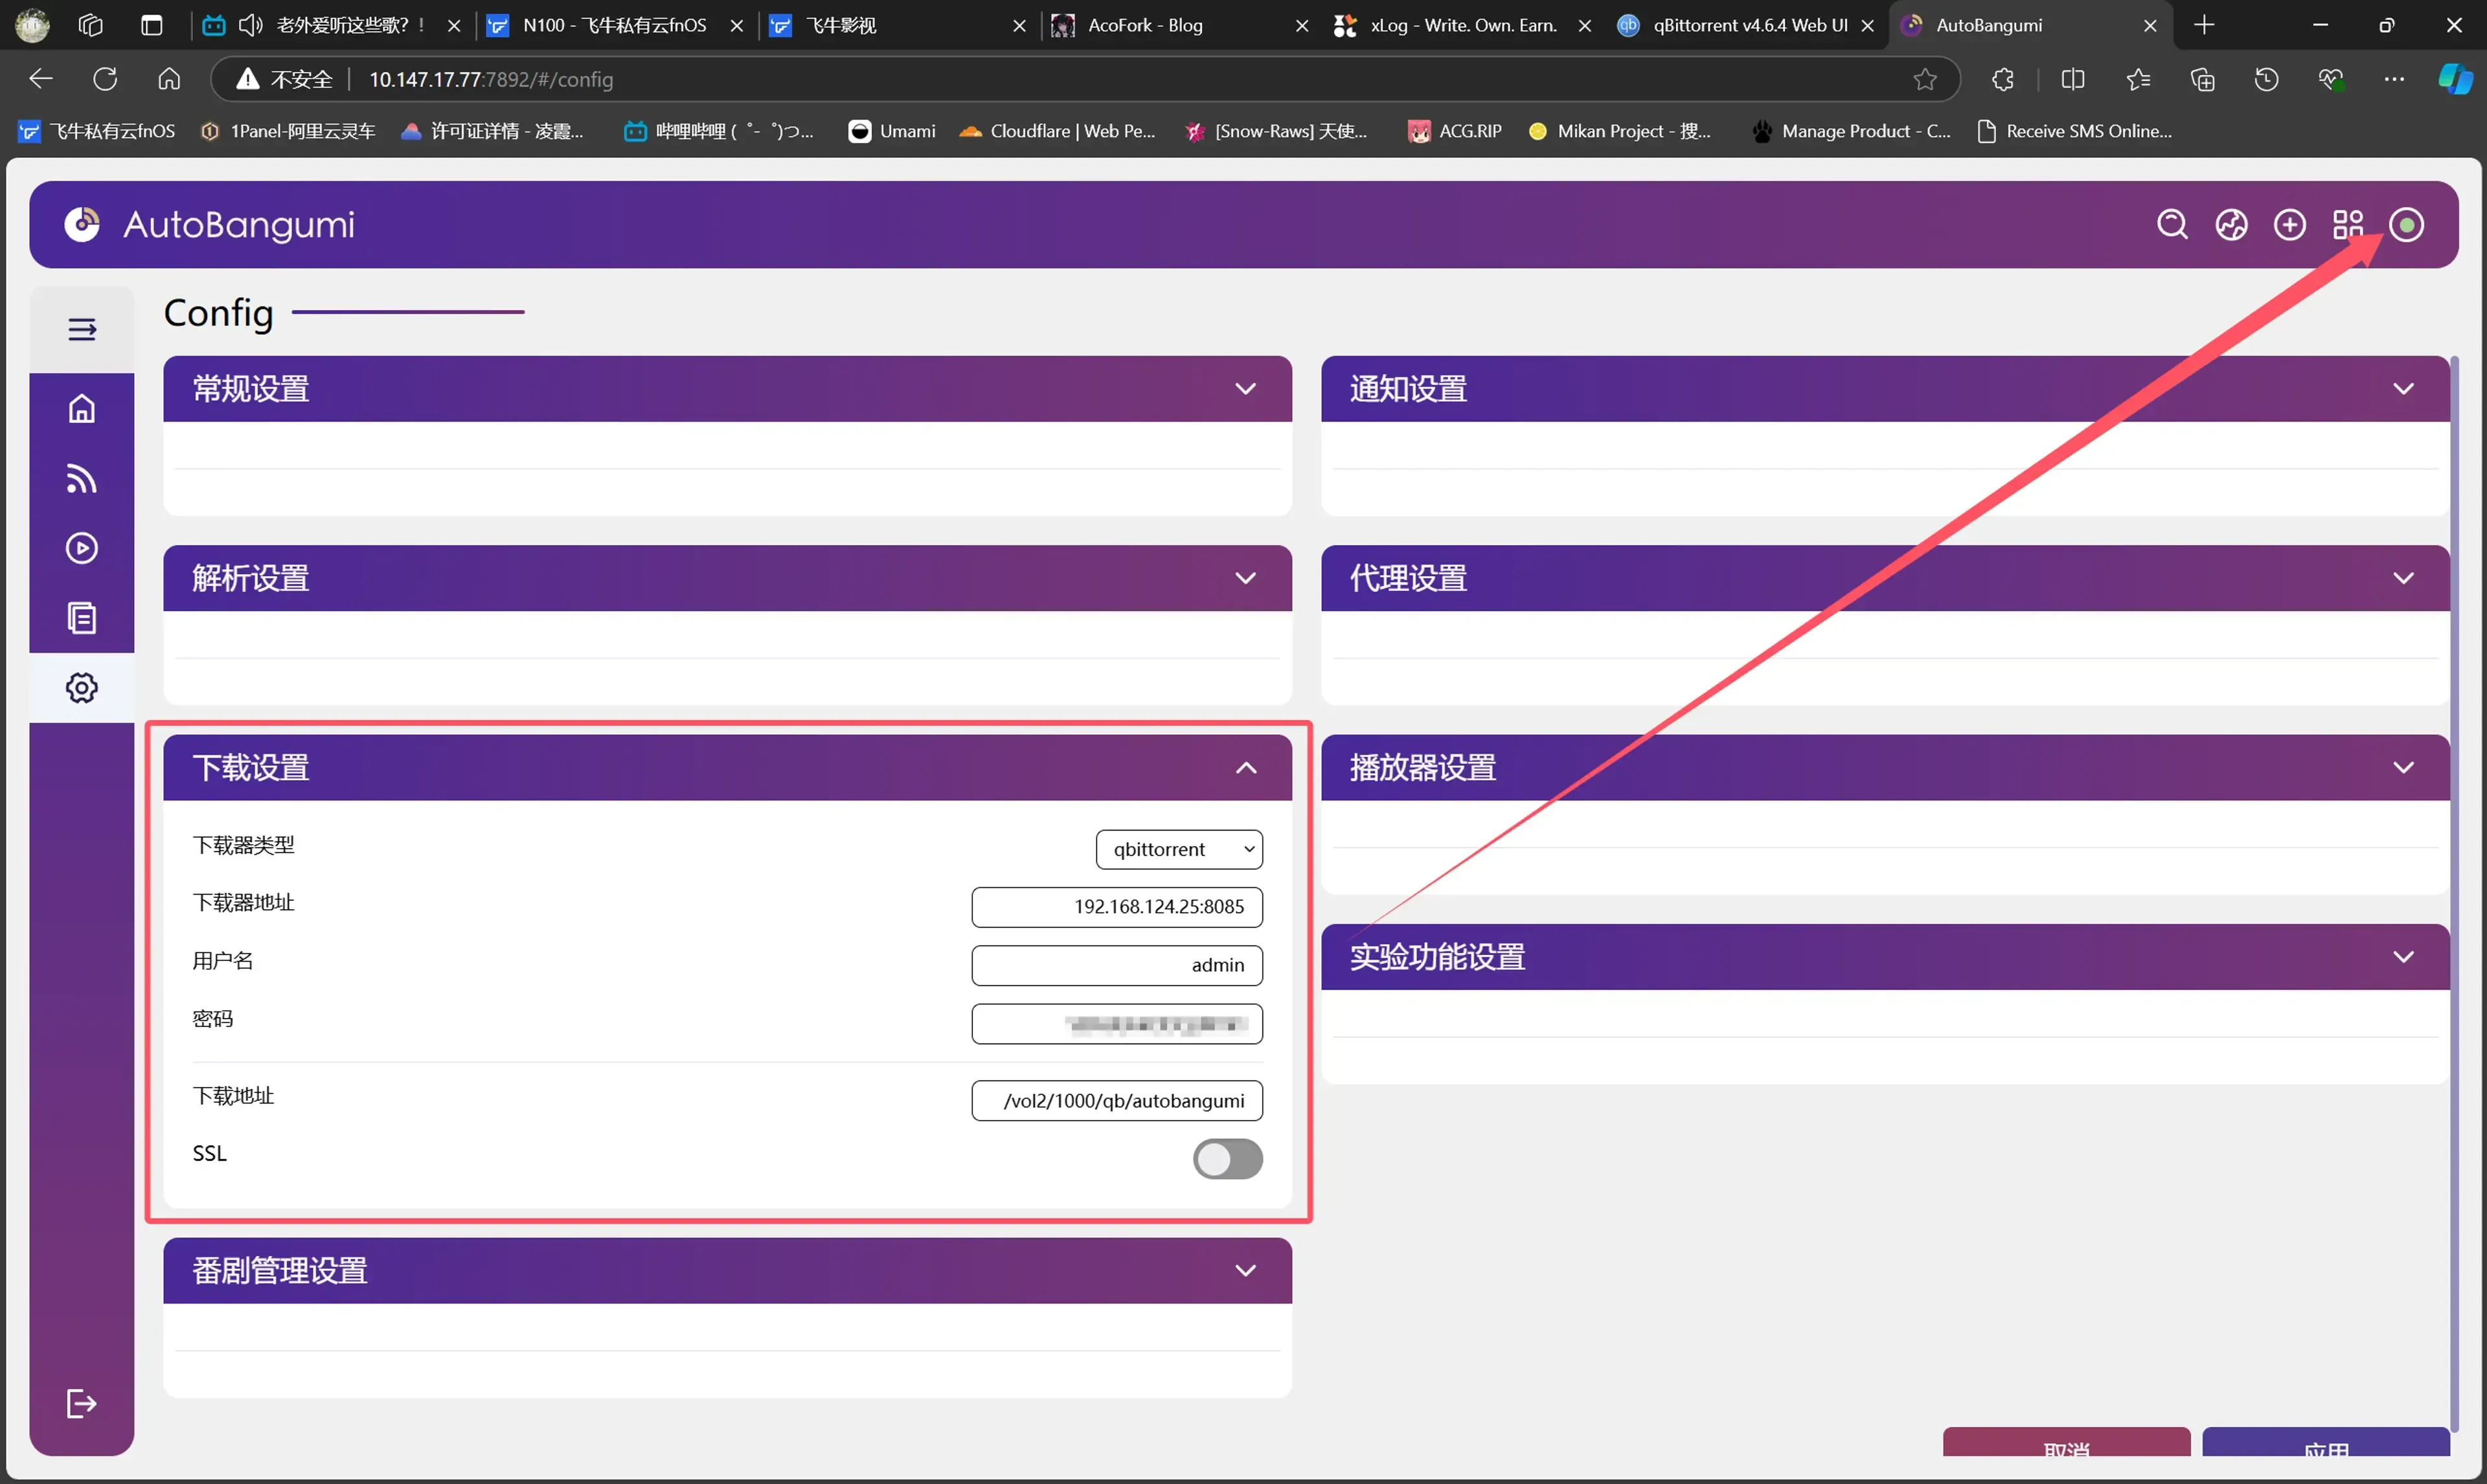 老外爱听这些歌？！
N100 - 飞牛私有云fnOS
飞牛影视
AcoFork - Blog
xLog - Write. Own. Earn.
qBittorrent v4.6.4 Web UI
AutoBangumi
不安全
10.147.17.77:7892/#/config
飞牛私有云fnOS
1Panel-阿里云灵车
许可证详情 - 凌霞...
哔哩哔哩 (゜-゜)つ...
Umami
Cloudflare | Web Pe...
[Snow-Raws] 天使...
ACG.RIP
Mikan Project - 搜...
Manage Product - C...
Receive SMS Online...
AutoBangumi
Config
常规设置
通知设置
解析设置
代理设置
下载设置
播放器设置
下载器类型
qbittorrent
下载器地址
192.168.124.25:8085
用户名
admin
实验功能设置
密码
下载地址
/vol2/1000/qb/autobangumi
SSL
番剧管理设置
取消
应用